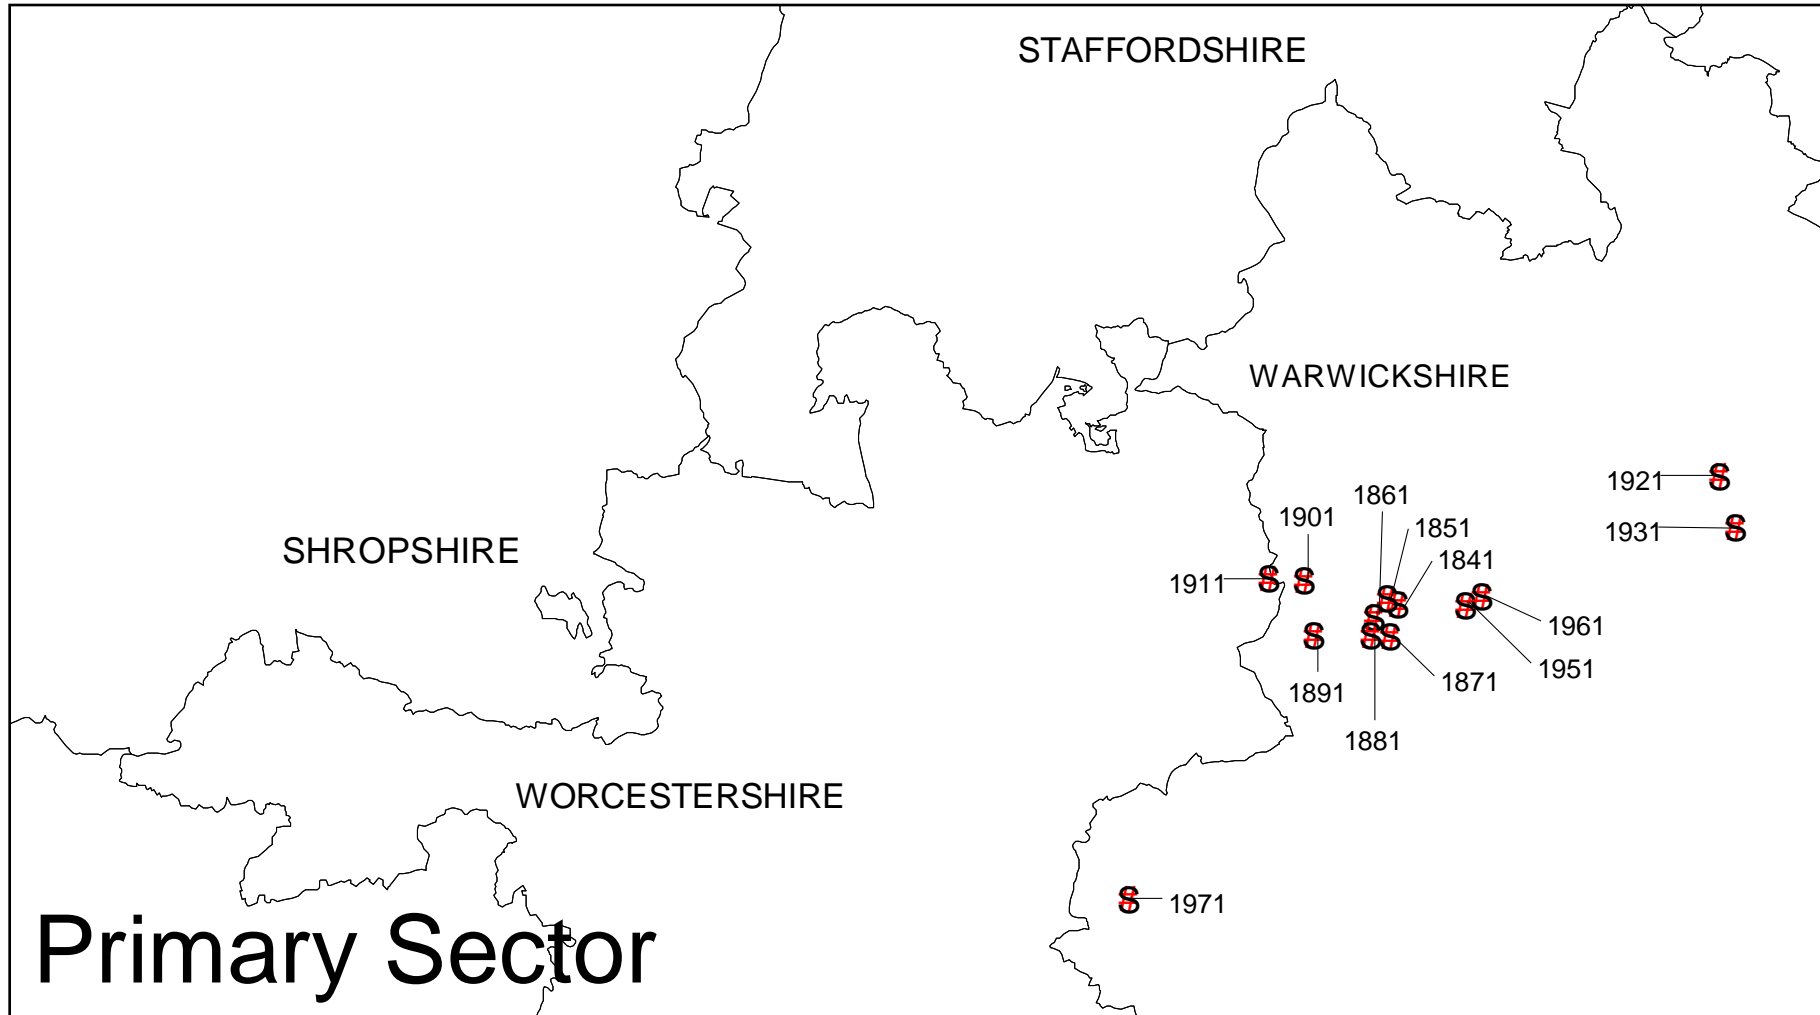 STAFFORDSHIRE
WARWICKSHIRE
1921
1861
1901
1851
1931
SHROPSHIRE
1841
1911
1961
1951
1871
1891
1881
WORCESTERSHIRE
1971
Primary Sector